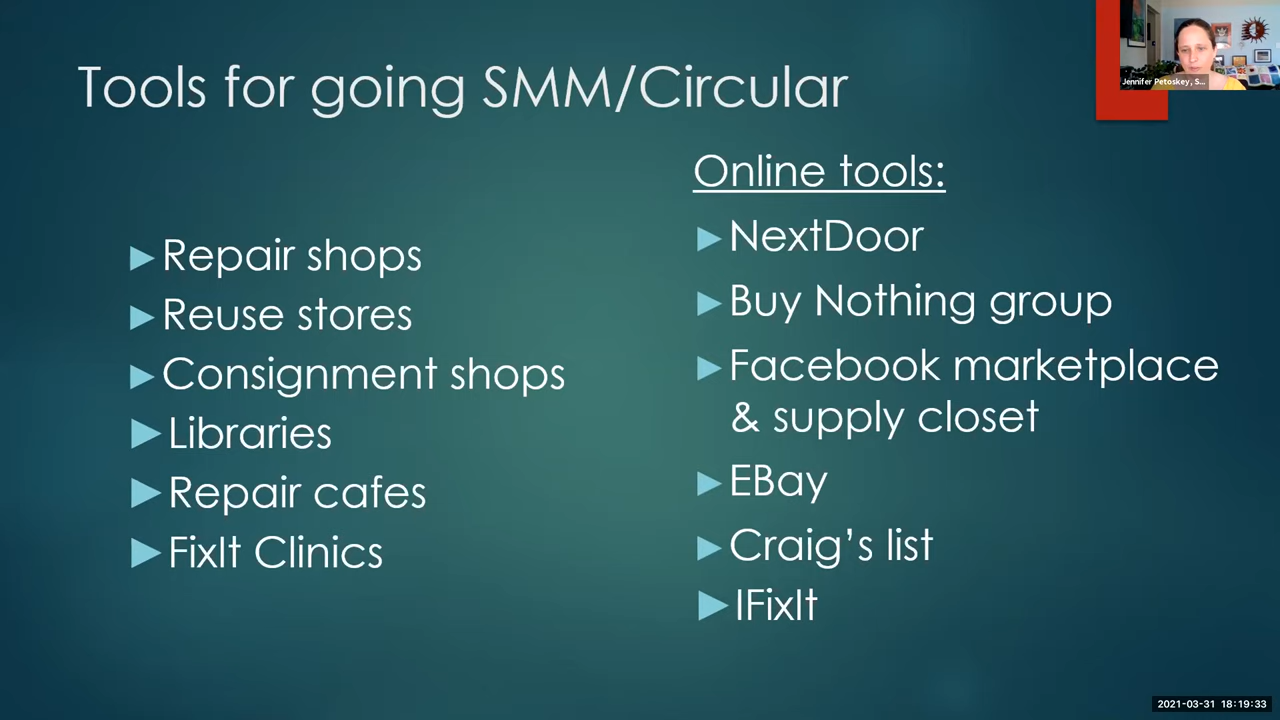 Tools for going SMM/Circular
Repair shops
Reuse stores
Consignment shops
Libraries
Repair cafes
FixIt Clinics
Online tools:
NextDoor
Buy Nothing group
Facebook marketplace
& supply closet
EBay
Craig's list
IFixIt
Jennifer Petoskey, S...
2021-03-31 18:19:33